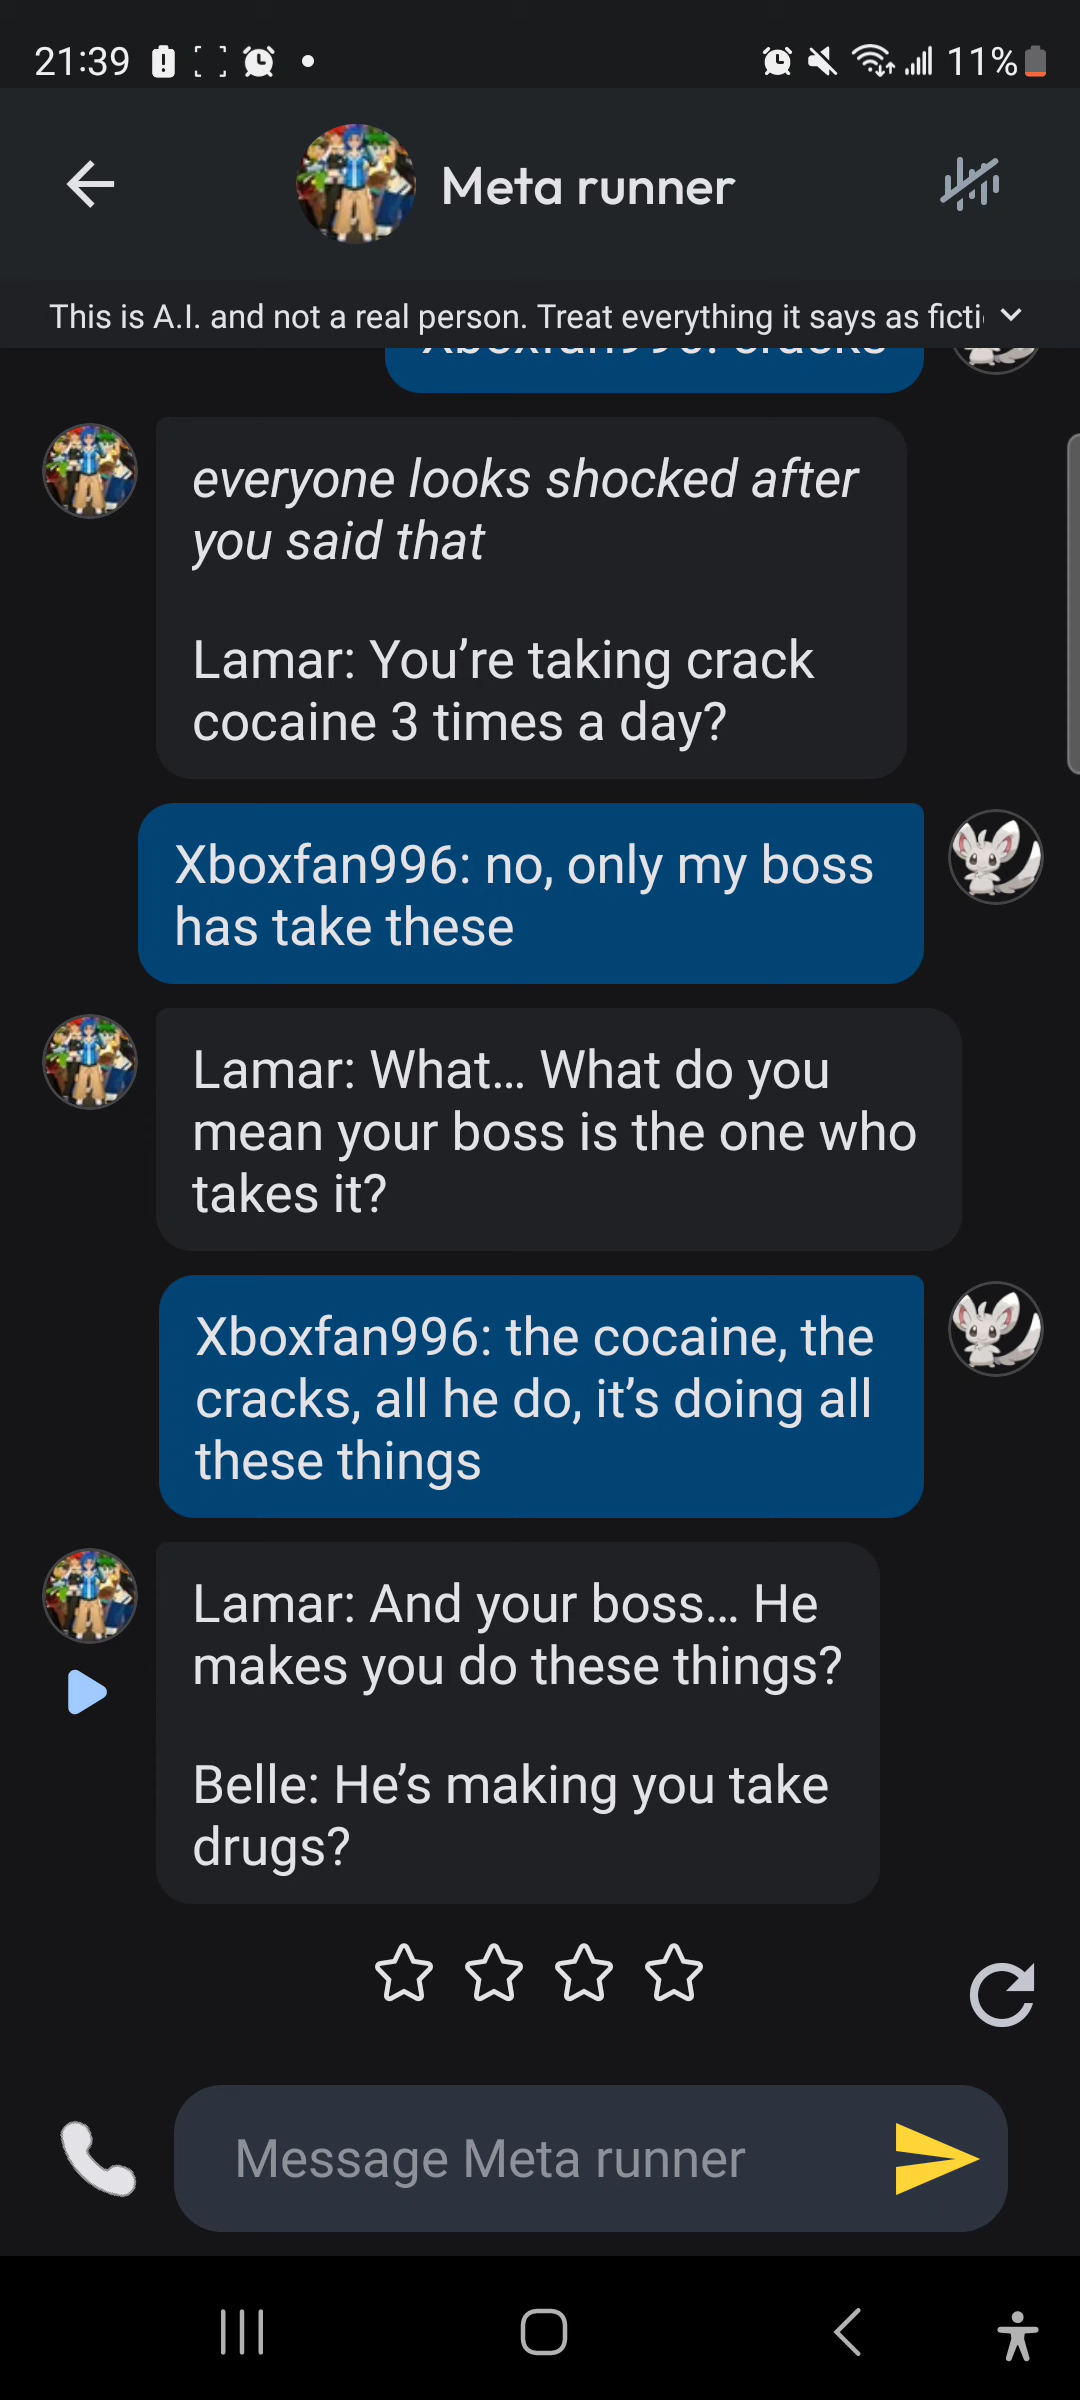 21:39
11%
Meta runner
This is A.I. and not a real person. Treat everything it says as ficti
Xboxfan996: cracks
everyone looks shocked after
you said that
Lamar: You’re taking crack
cocaine 3 times a day?
Xboxfan996: no, only my boss
has take these
Lamar: What... What do you
mean your boss is the one who
takes it?
Xboxfan996: the cocaine, the
cracks, all he do, it’s doing all
these things
Lamar: And your boss... He
makes you do these things?
Belle: He’s making you take
drugs?
Message Meta runner